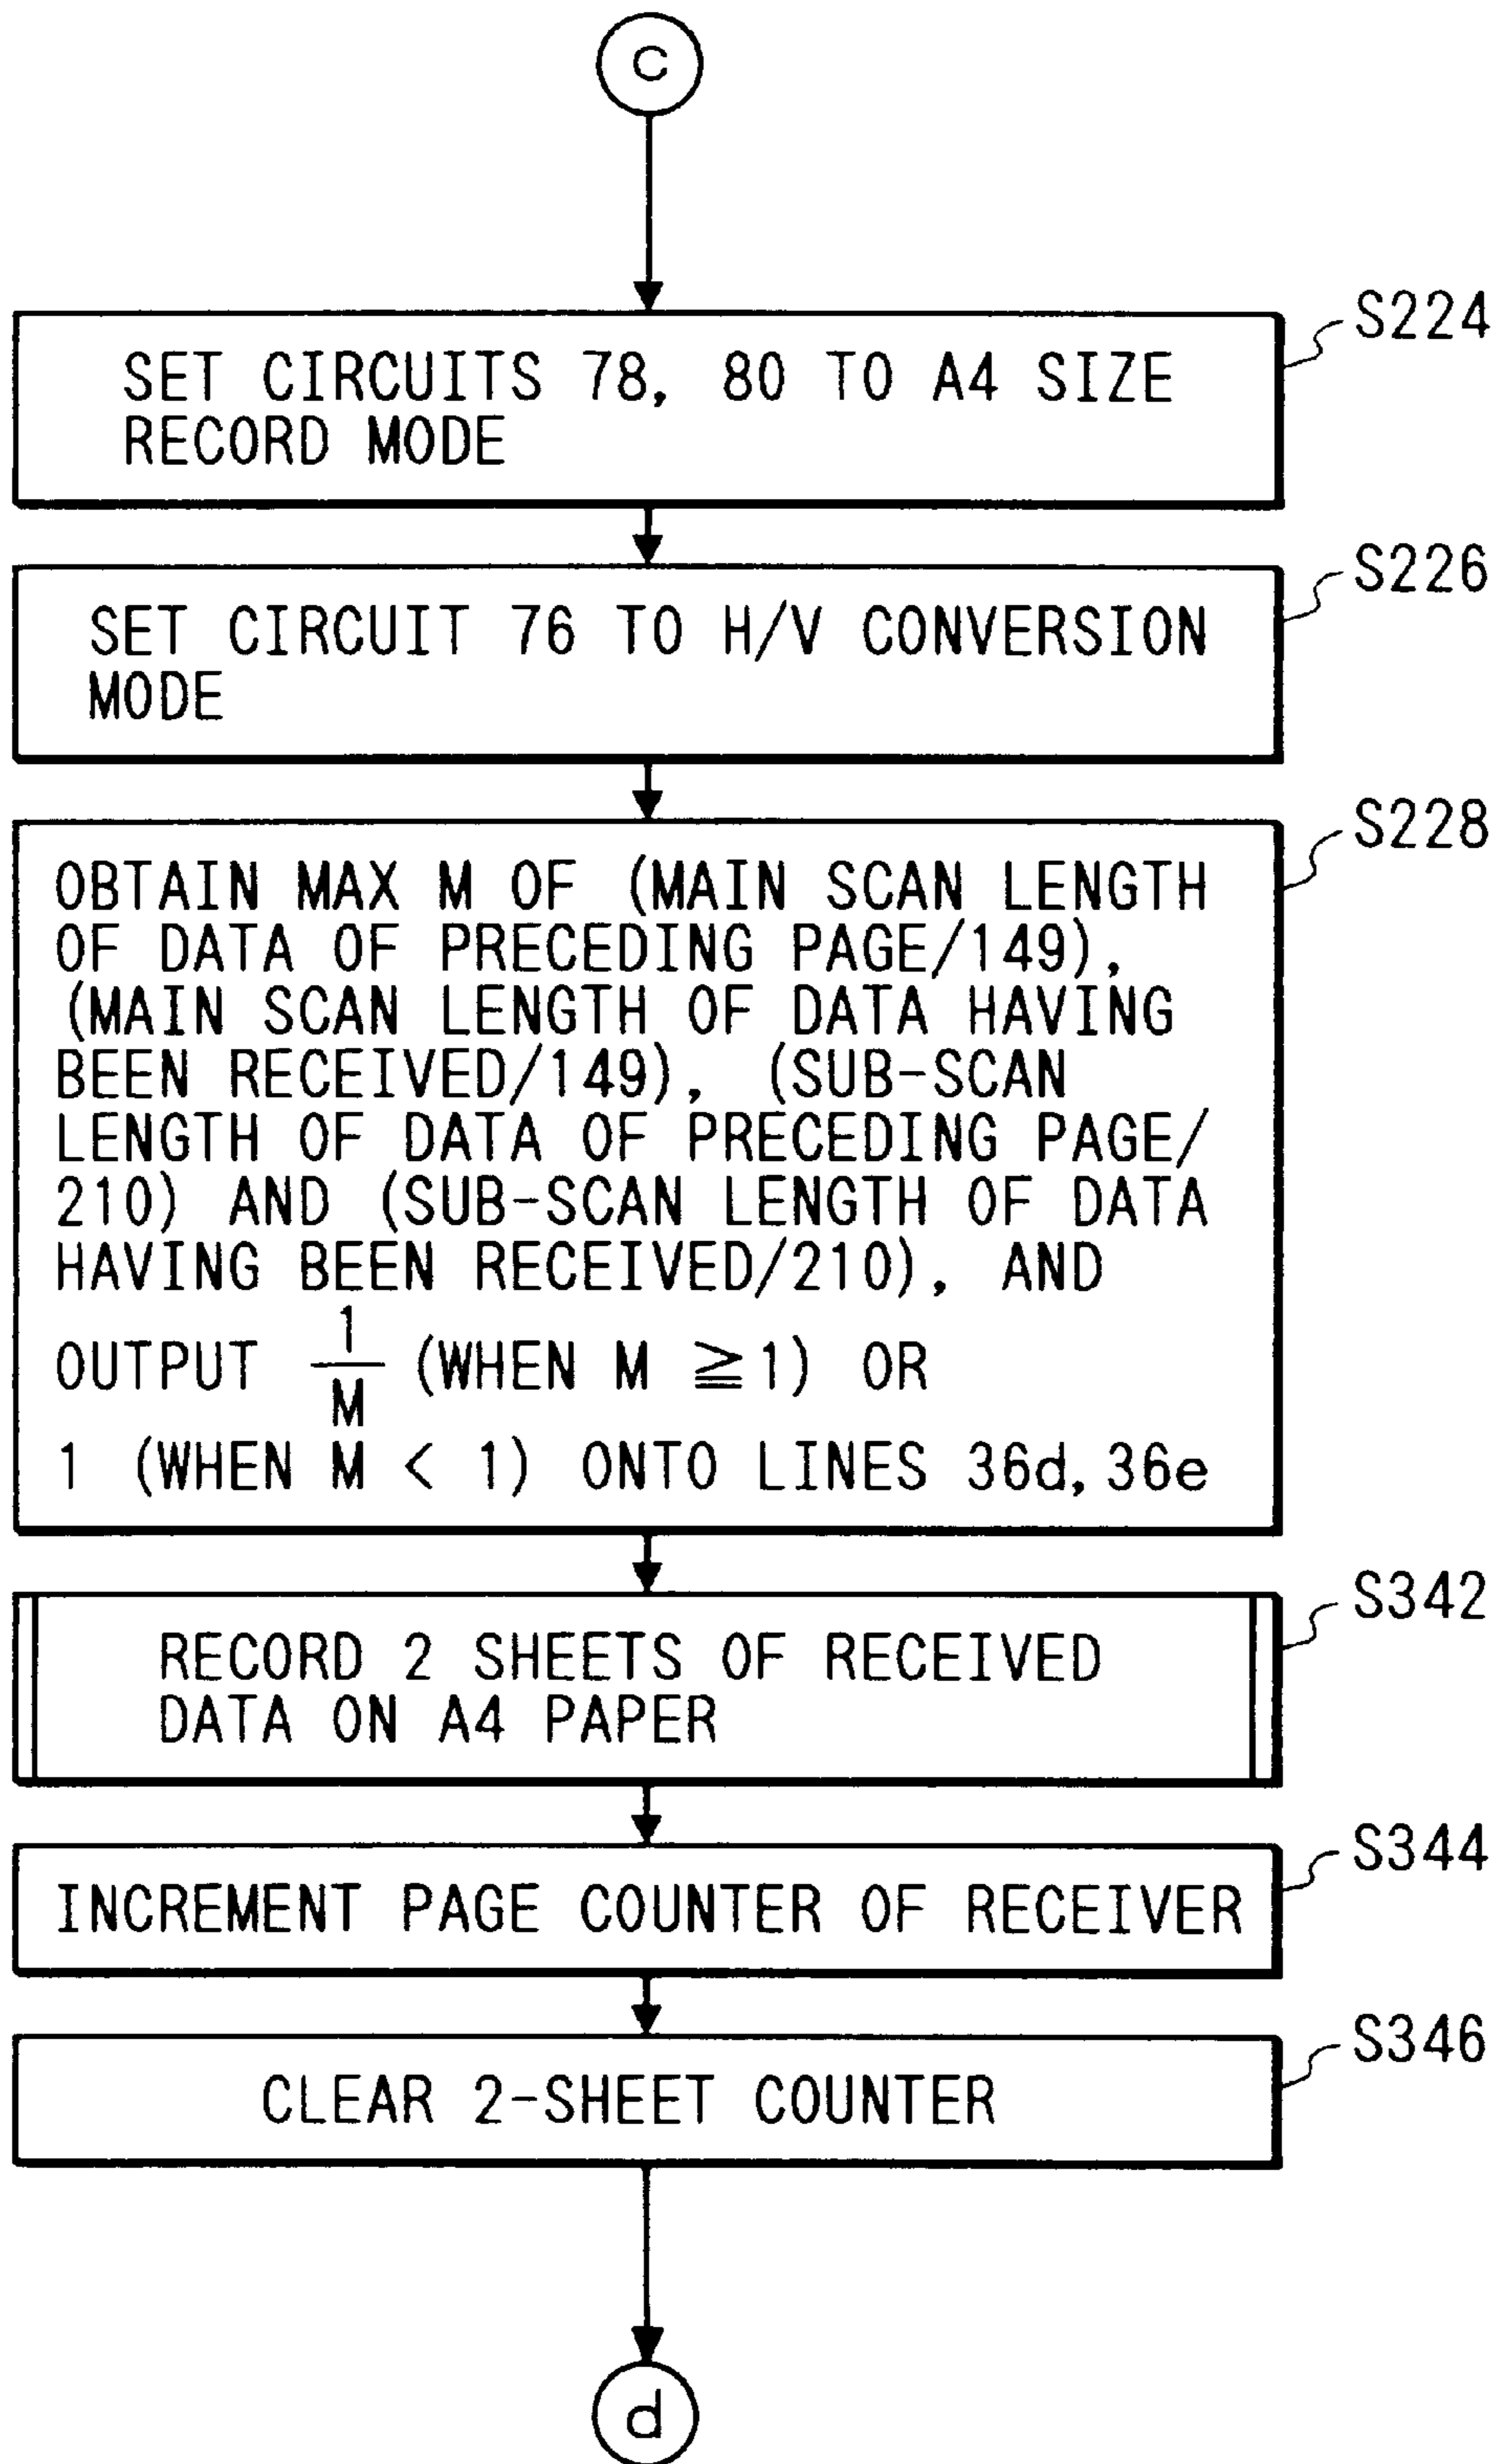 c
S224
SET CIRCUITS 78, 80 TO A4 SIZE
RECORD MODE
S226
SET CIRCUIT 76 TO H/V CONVERSION
MODE
S228
OBTAIN MAX M OF (MAIN SCAN LENGTH
OF DATA OF PRECEDING PAGE/149),
(MAIN SCAN LENGTH OF DATA HAVING
BEEN RECEIVED/149), (SUB-SCAN
LENGTH OF DATA OF PRECEDING PAGE/
210) AND (SUB-SCAN LENGTH OF DATA
HAVING BEEN RECEIVED/210), AND
OUTPUT 1/M (WHEN M ≧ 1) OR
1 (WHEN M < 1) ONTO LINES 36d, 36e
S342
RECORD 2 SHEETS OF RECEIVED
DATA ON A4 PAPER
S344
INCREMENT PAGE COUNTER OF RECEIVER
S346
CLEAR 2-SHEET COUNTER
d